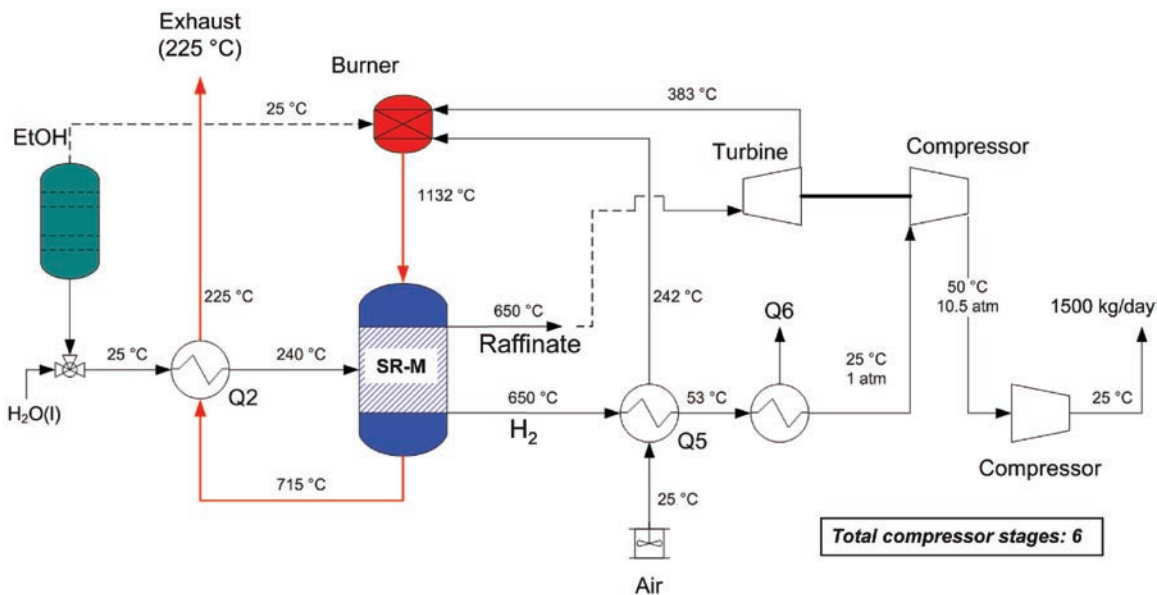 Exhaust
(225 °C)
Burner
25 °C
383 °C
EtOH
Turbine
Compressor
1132 °C
225 °C
650 °C
242 °C
Q6
50 °C
10.5 atm
1500 kg/day
Raffinate
25 °C
240 °C
SR-M
25 °C
1 atm
H₂O(l)
Q2
650 °C
53 °C
25 °C
H₂
Q5
Compressor
715 °C
25 °C
Total compressor stages: 6
Air